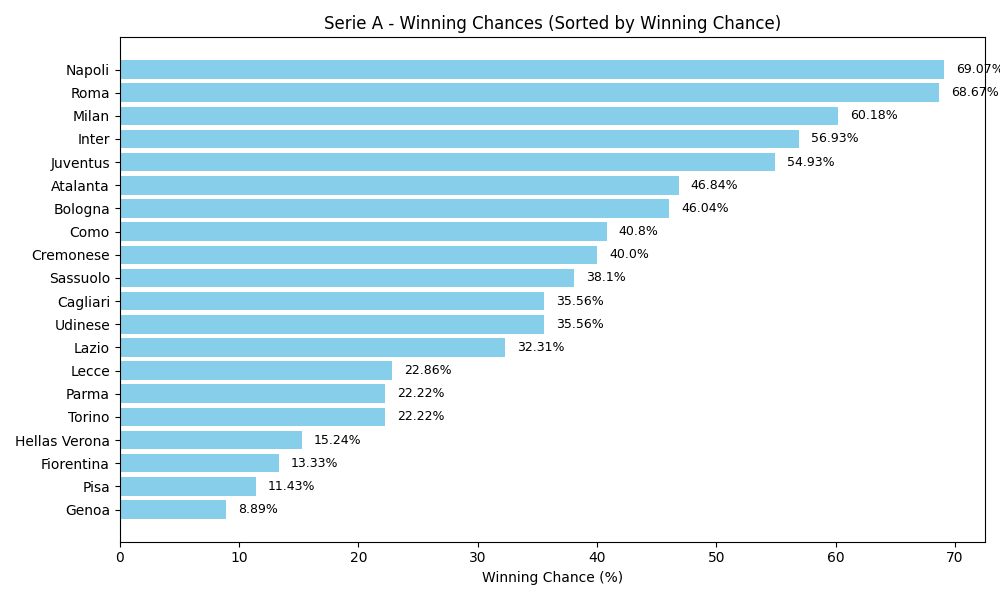 Serie A - Winning Chances (Sorted by Winning Chance)
Napoli 69.07%
Roma 68.67%
Milan 60.18%
Inter 56.93%
Juventus 54.93%
Atalanta 46.84%
Bologna 46.04%
Como 40.8%
Cremonese 40.0%
Sassuolo 38.1%
Cagliari 35.56%
Udinese 35.56%
Lazio 32.31%
Lecce 22.86%
Parma 22.22%
Torino 22.22%
Hellas Verona 15.24%
Fiorentina 13.33%
Pisa 11.43%
Genoa 8.89%
0 10 20 30 40 50 60 70
Winning Chance (%)